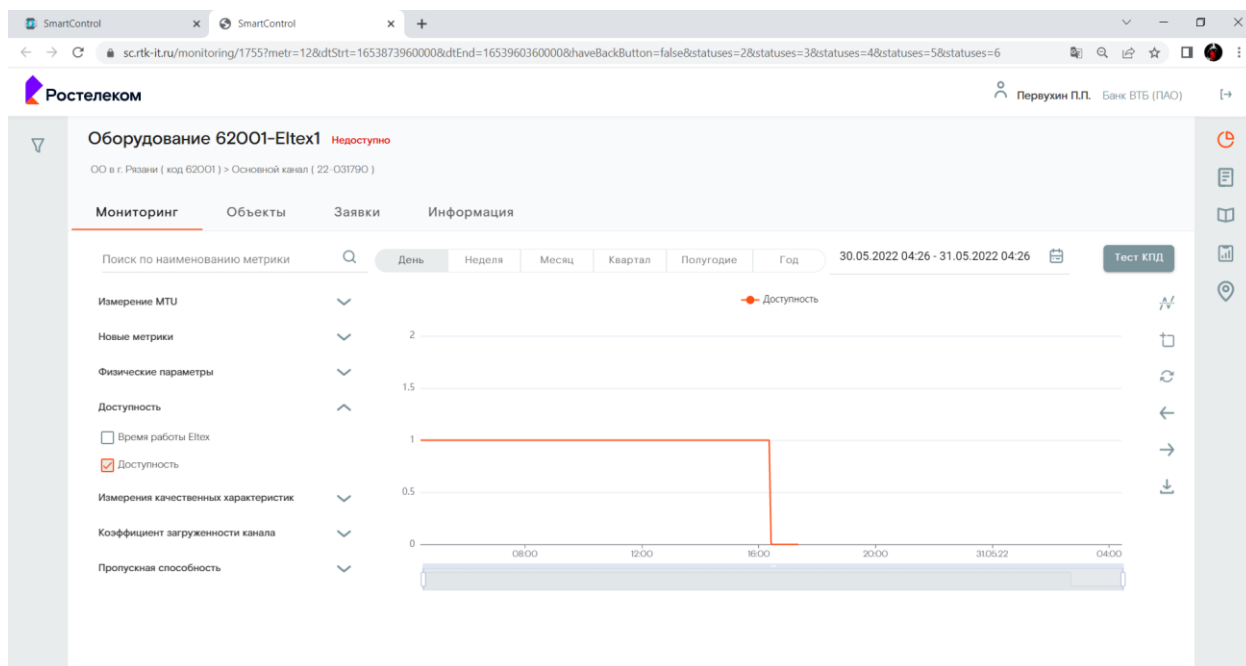 SmartControl
SmartControl
sc.rtk-it.ru/monitoring/1755?metr=12&dtStrt=1653873960000&dtEnd=1653960360000&haveBackButton=false&statuses=2&statuses=3&statuses=4&statuses=5&statuses=6
Ростелеком
Первухин П.П. Банк ВТБ (ПАО)
Оборудование 62001-Eltex1 Недоступно
ОО в г. Рязани ( код 62001 ) > Основной канал ( 22-031790 )
Мониторинг Объекты Заявки Информация
Поиск по наименованию метрики
День Неделя Месяц Квартал Полугодие Год
30.05.2022 04:26 - 31.05.2022 04:26
Тест КПД
Измерение MTU
Новые метрики
Физические параметры
Доступность
Время работы Eltex
Доступность
Измерения качественных характеристик
Коэффициент загруженности канала
Пропускная способность
Доступность
2
1.5
1
0.5
0
08:00 12:00 16:00 20:00 31.05.22 04:00